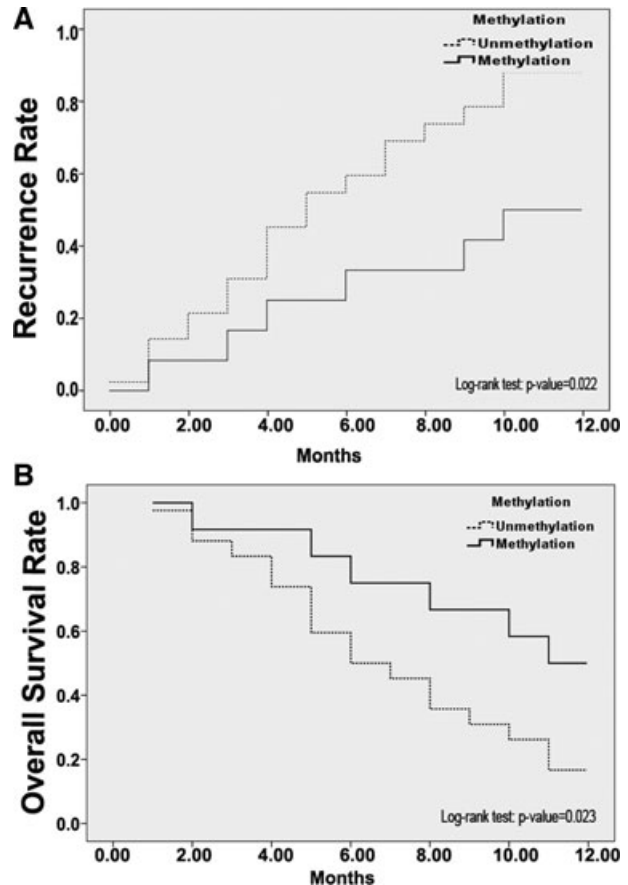 A
Methylation
Unmethylation
Methylation
Recurrence Rate
1.0
0.8
0.6
0.4
0.2
0.0
Log-rank test: p-value=0.022
0.00 2.00 4.00 6.00 8.00 10.00 12.00
Months
B
Methylation
Unmethylation
Methylation
Overall Survival Rate
1.0
0.8
0.6
0.4
0.2
0.0
Log-rank test: p-value=0.023
0.00 2.00 4.00 6.00 8.00 10.00 12.00
Months